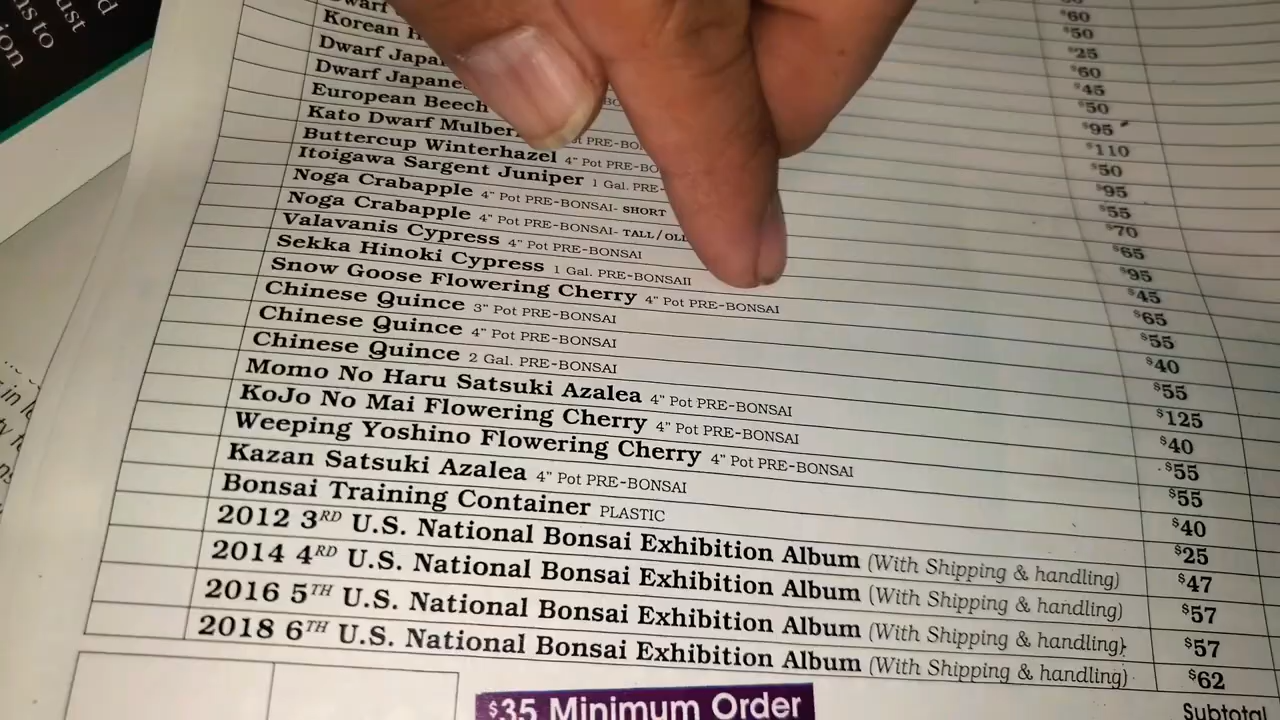 d
ust
ns to
ion
$60
$50
$25
$60
Dwarf $45
Korean $50
Dwarf $95
Dwarf $110
European Beech $50
Kato Dwarf Mulberry $95
Buttercup Winterhazel 4" Pot PRE-BO $55
Itoigawa Sargent Juniper 1 Gal. PRE- $70
Noga Crabapple 4" Pot PRE-BONSAI- SHORT $65
Noga Crabapple 4" Pot PRE-BONSAI- TALL/OLD $95
Valavanis Cypress 4" Pot PRE-BONSAI $45
Sekka Hinoki Cypress 1 Gal. PRE-BONSAII $65
Snow Goose Flowering Cherry 4" Pot PRE-BONSAI $55
Chinese Quince 3" Pot PRE-BONSAI $40
Chinese Quince 4" Pot PRE-BONSAI $55
Chinese Quince 2 Gal. PRE-BONSAI $125
Momo No Haru Satsuki Azalea 4" Pot PRE-BONSAI $40
KoJo No Mai Flowering Cherry 4" Pot PRE-BONSAI $55
Weeping Yoshino Flowering Cherry 4" Pot PRE-BONSAI $55
Kazan Satsuki Azalea 4" Pot PRE-BONSAI $40
Bonsai Training Container PLASTIC $25
2012 3RD U.S. National Bonsai Exhibition Album (With Shipping & handling) $47
2014 4RD U.S. National Bonsai Exhibition Album (With Shipping & handling) $57
2016 5TH U.S. National Bonsai Exhibition Album (With Shipping & handling} $57
2018 6TH U.S. National Bonsai Exhibition Album (With Shipping & handling) $62
$35 Minimum Order
Subtotal